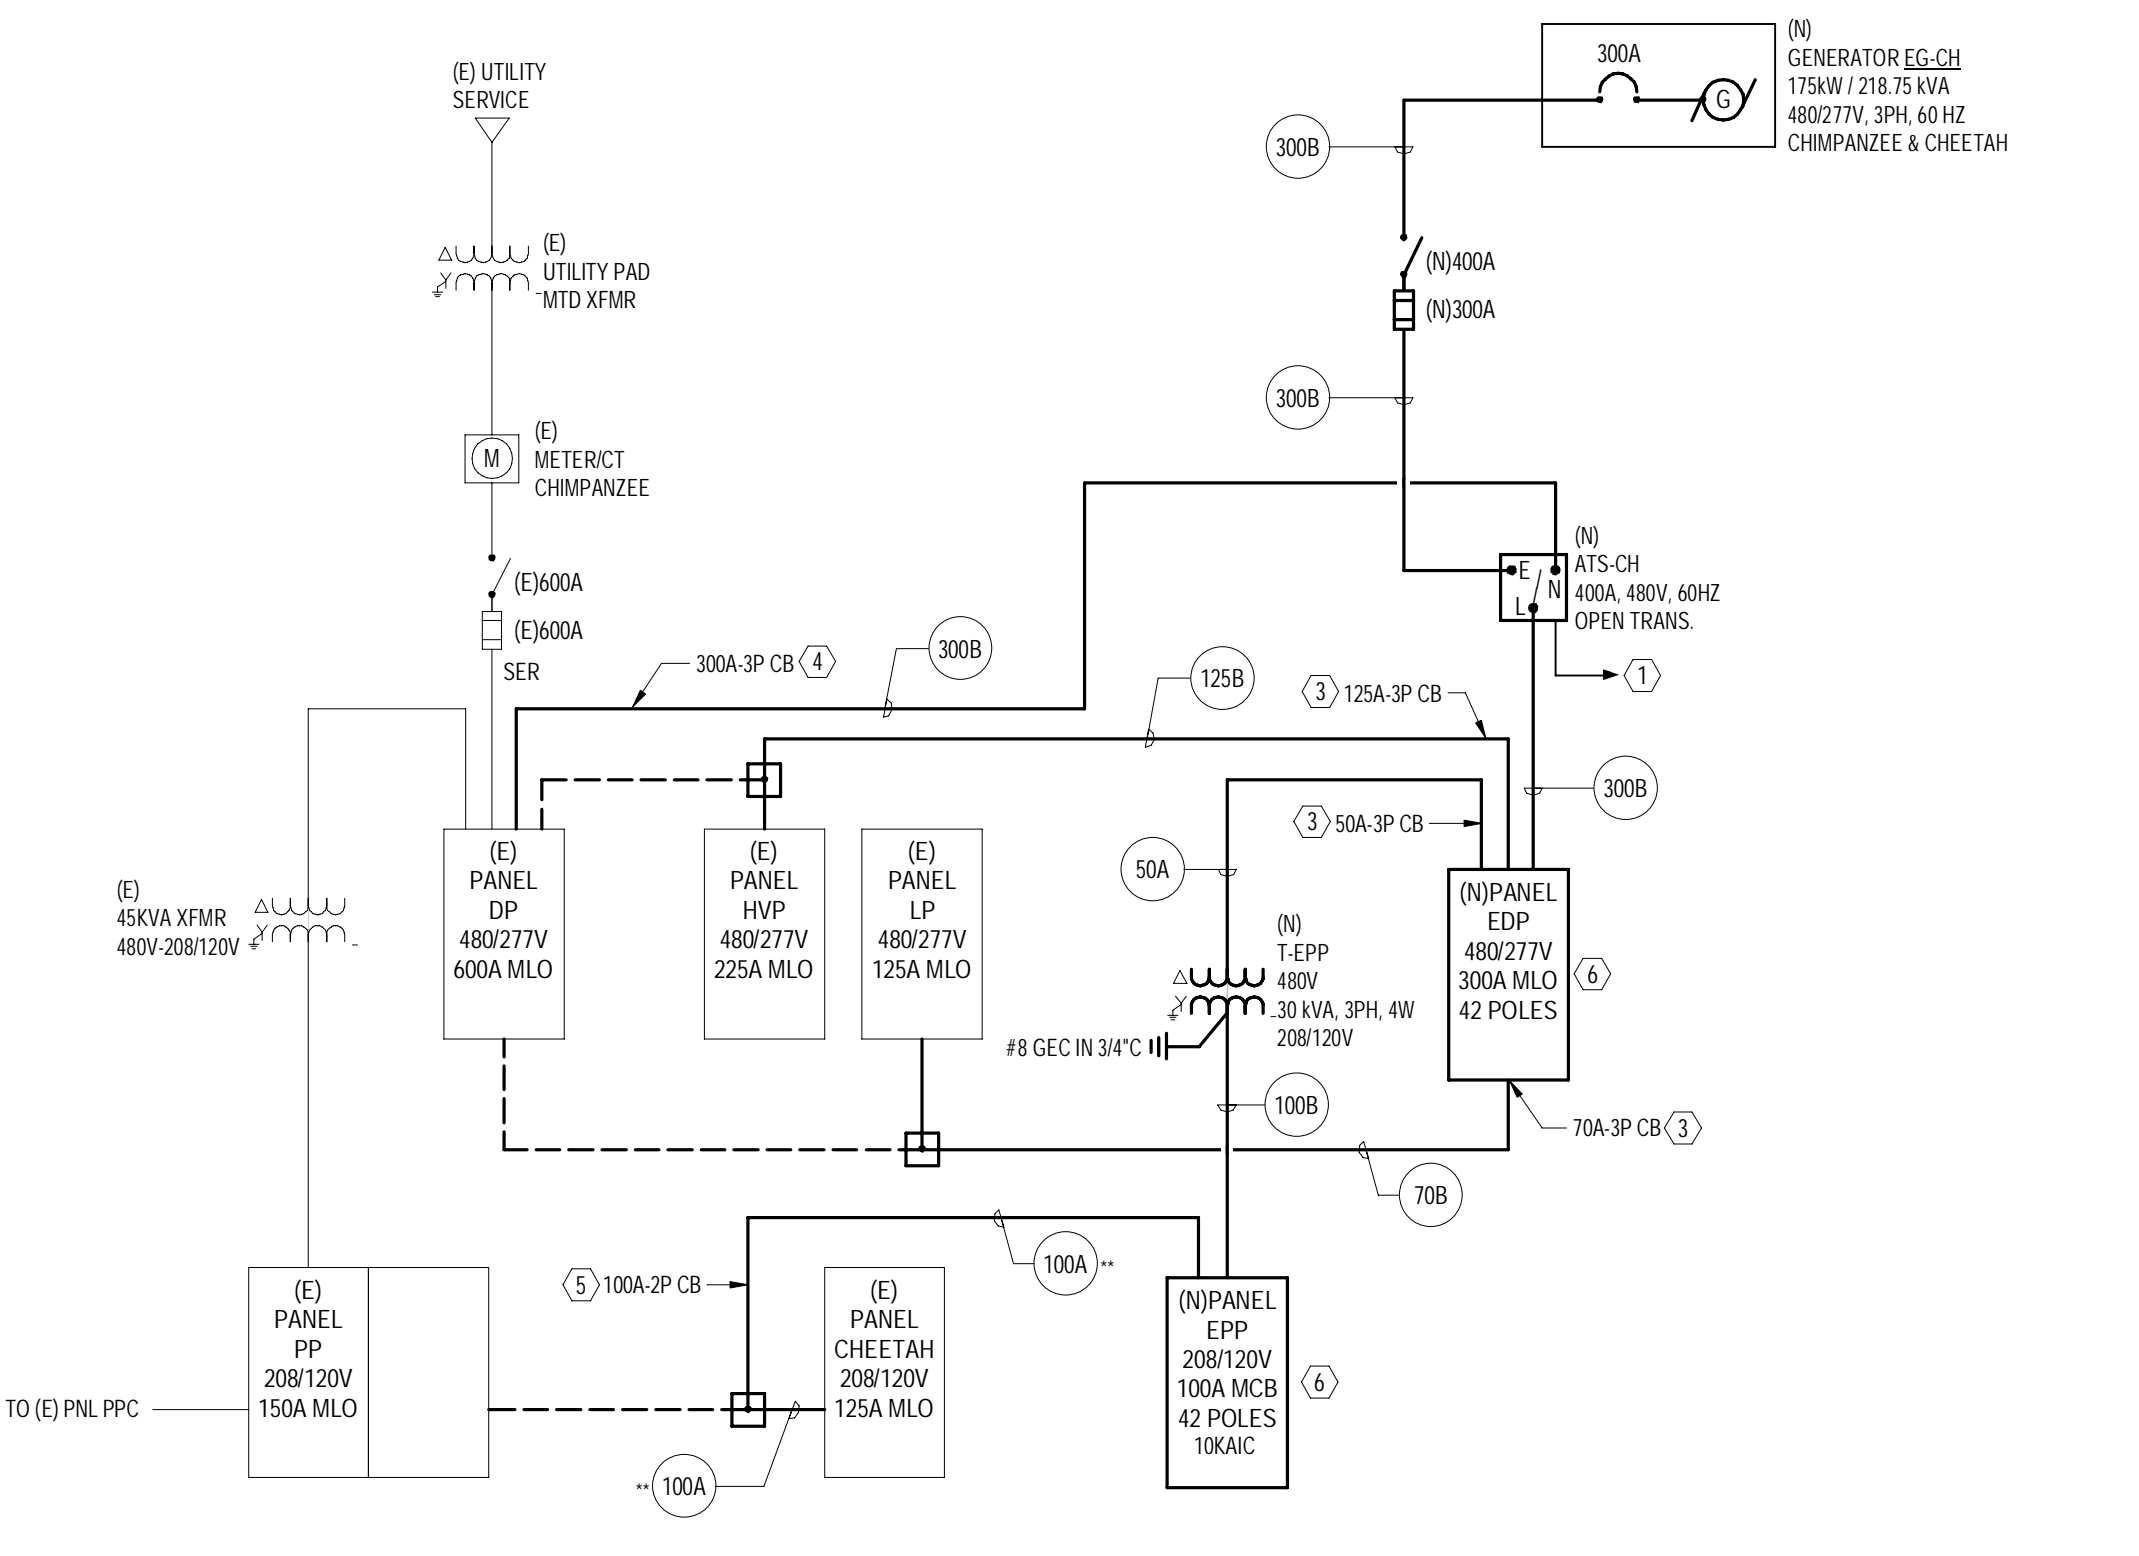 (E) UTILITY
SERVICE
(E)
UTILITY PAD
MTD XFMR
(E)
METER/CT
CHIMPANZEE
M
(E)600A
(E)600A
SER
300A
G
(N)
GENERATOR EG-CH
175kW / 218.75 kVA
480/277V, 3PH, 60 HZ
CHIMPANZEE & CHEETAH
300B
(N)400A
(N)300A
300B
(N)
ATS-CH
400A, 480V, 60HZ
OPEN TRANS.
E
N
L
1
300A-3P CB
4
300B
125B
3
125A-3P CB
300B
3
50A-3P CB
50A
(E)
45KVA XFMR
480V-208/120V
(E)
PANEL
DP
480/277V
600A MLO
(E)
PANEL
HVP
480/277V
225A MLO
(E)
PANEL
LP
480/277V
125A MLO
(N)
T-EPP
480V
30 kVA, 3PH, 4W
208/120V
#8 GEC IN 3/4"C
(N)PANEL
EDP
480/277V
300A MLO
42 POLES
6
100B
70A-3P CB
3
70B
100A
**
5
100A-2P CB
(E)
PANEL
PP
208/120V
150A MLO
TO (E) PNL PPC
(E)
PANEL
CHEETAH
208/120V
125A MLO
**
100A
(N)PANEL
EPP
208/120V
100A MCB
42 POLES
10KAIC
6